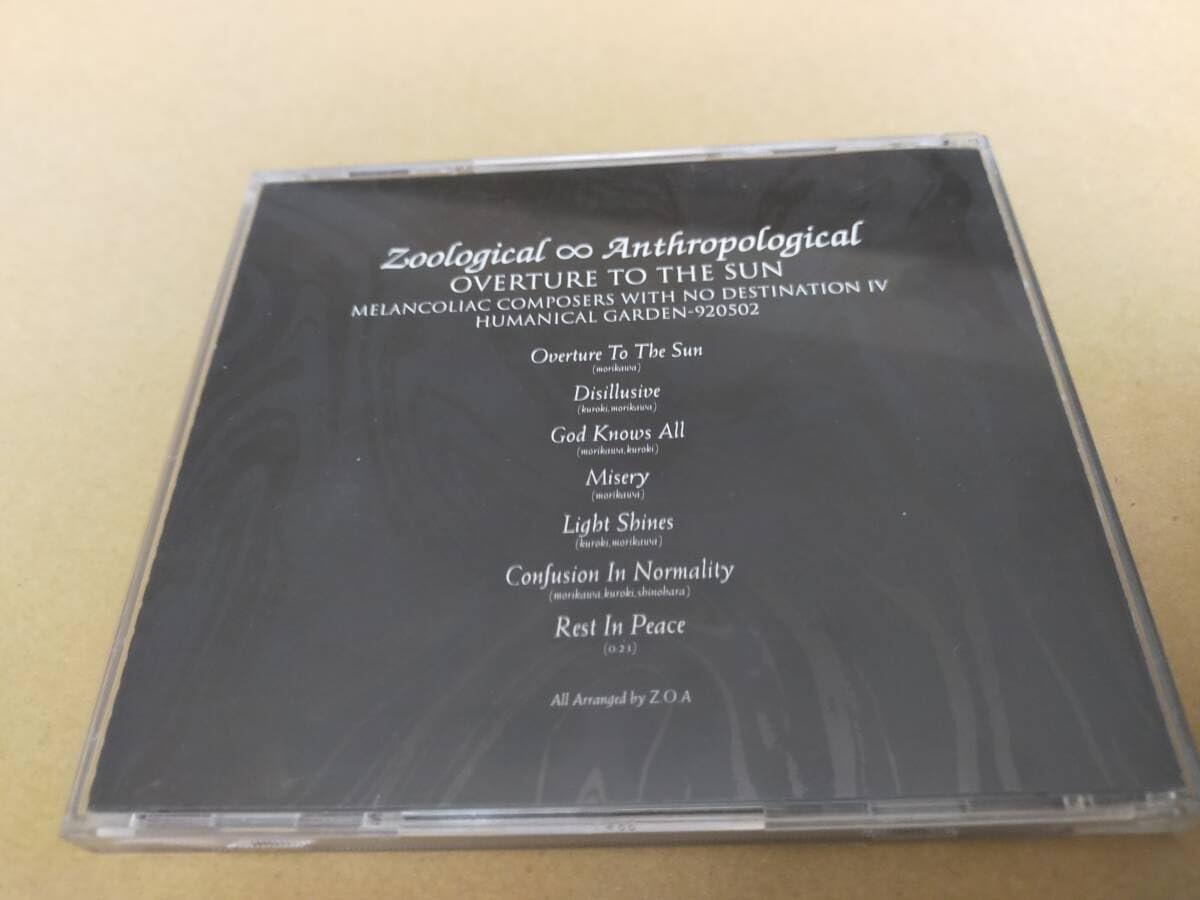 Zoological ∞ Anthropological
OVERTURE TO THE SUN
MELANCOLIAC COMPOSERS WITH NO DESTINATION IV
HUMANICAL GARDEN-920502
Overture To The Sun
(morikawa)
Disillusive
(kuroki,morikawa)
God Knows All
(morikawa,kuroki)
Misery
(morikawa)
Light Shines
(kuroki,morikawa)
Confusion In Normality
(morikawa,kuroki,shinohara)
Rest In Peace
(0:23)
All Arranged by Z.O.A